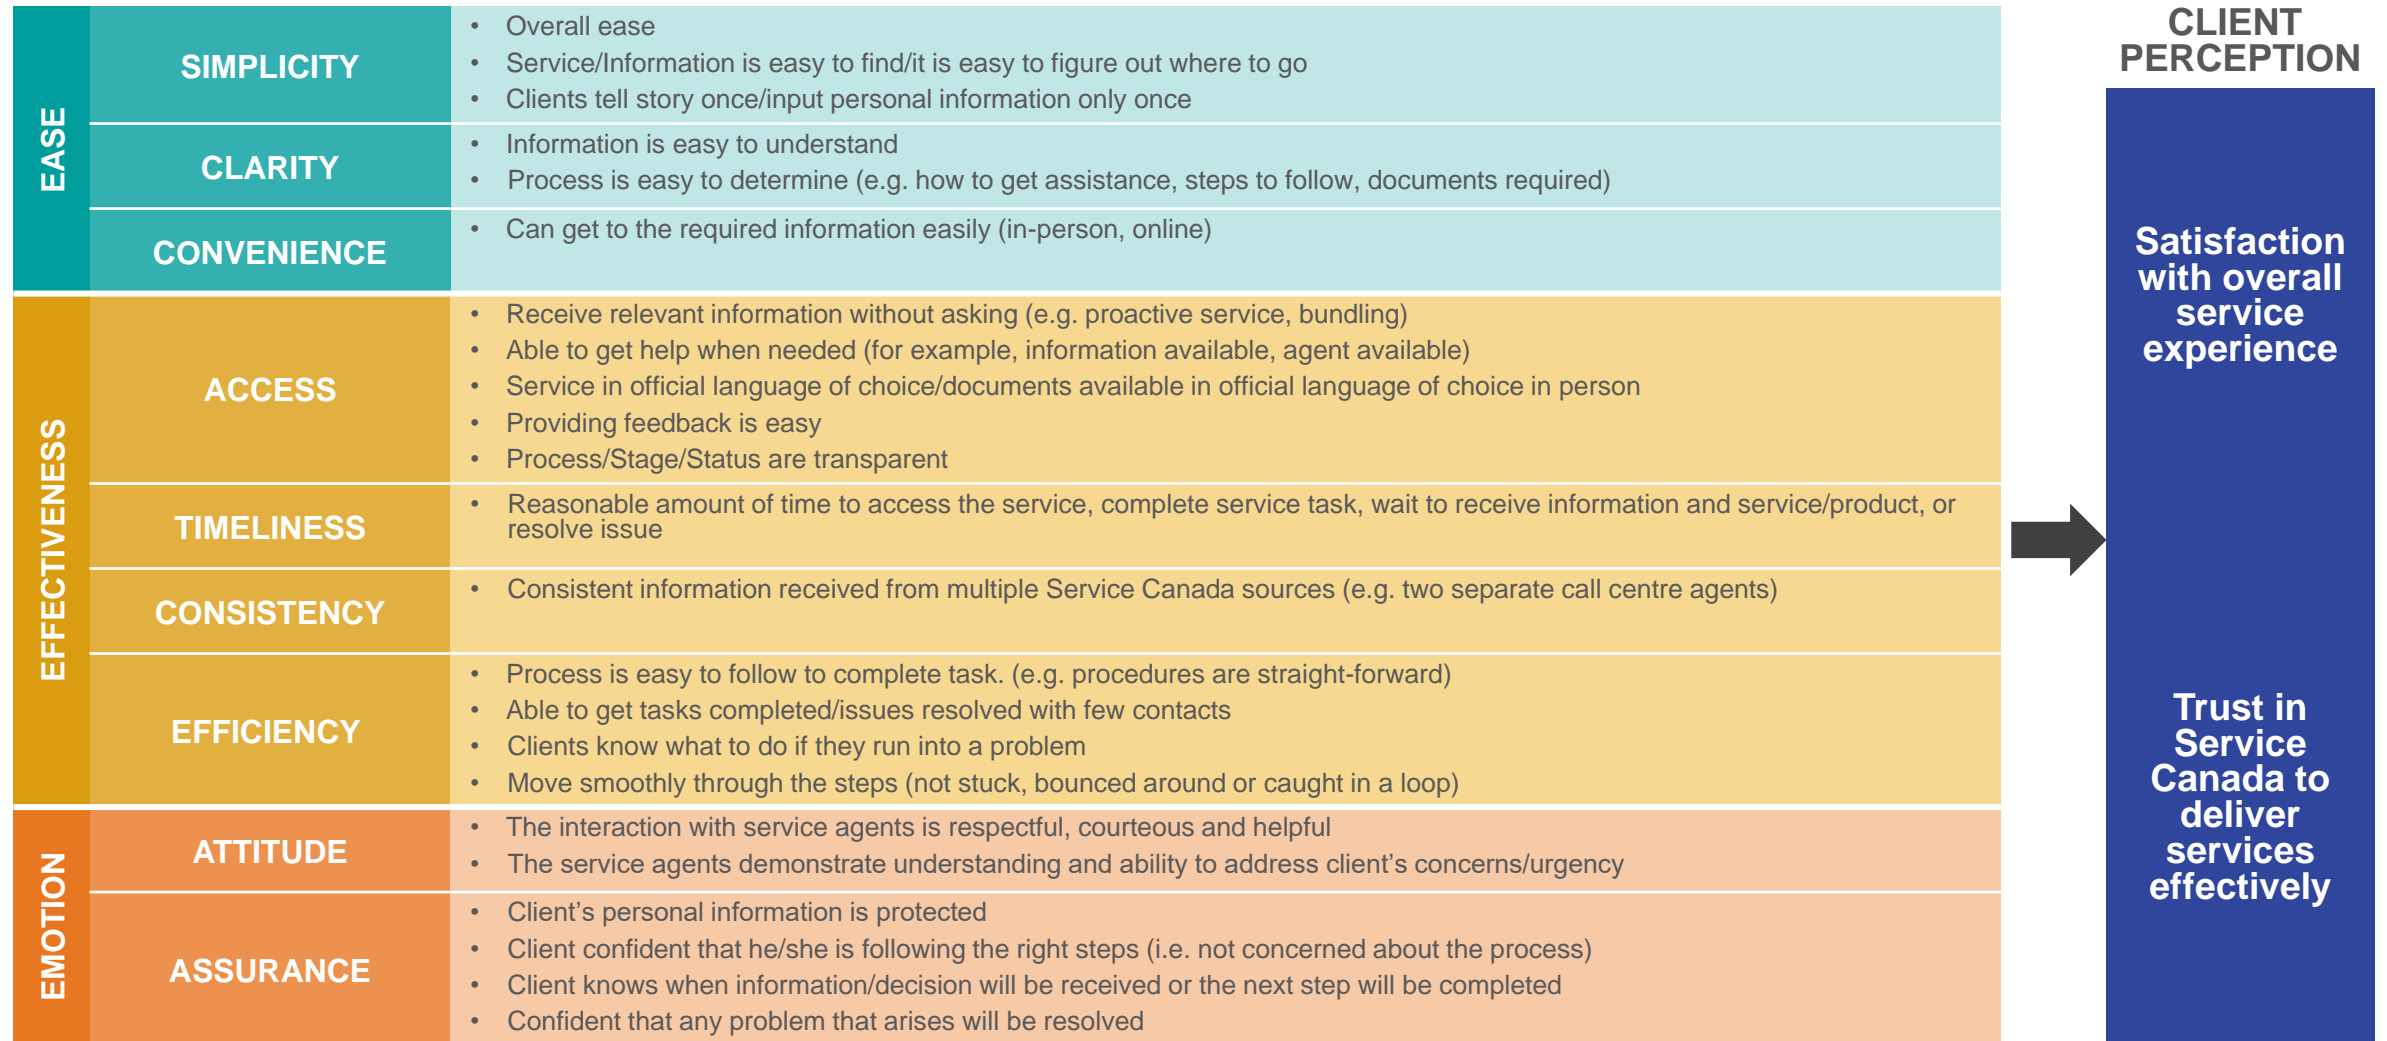 EASE
SIMPLICITY
• Overall ease
• Service/Information is easy to find/it is easy to figure out where to go
• Clients tell story once/input personal information only once
CLARITY
• Information is easy to understand
• Process is easy to determine (e.g. how to get assistance, steps to follow, documents required)
CONVENIENCE
• Can get to the required information easily (in-person, online)
EFFECTIVENESS
ACCESS
• Receive relevant information without asking (e.g. proactive service, bundling)
• Able to get help when needed (for example, information available, agent available)
• Service in official language of choice/documents available in official language of choice in person
• Providing feedback is easy
• Process/Stage/Status are transparent
TIMELINESS
• Reasonable amount of time to access the service, complete service task, wait to receive information and service/product, or
resolve issue
CONSISTENCY
• Consistent information received from multiple Service Canada sources (e.g. two separate call centre agents)
EFFICIENCY
• Process is easy to follow to complete task. (e.g. procedures are straight-forward)
• Able to get tasks completed/issues resolved with few contacts
• Clients know what to do if they run into a problem
• Move smoothly through the steps (not stuck, bounced around or caught in a loop)
EMOTION
ATTITUDE
• The interaction with service agents is respectful, courteous and helpful
• The service agents demonstrate understanding and ability to address client’s concerns/urgency
ASSURANCE
• Client’s personal information is protected
• Client confident that he/she is following the right steps (i.e. not concerned about the process)
• Client knows when information/decision will be received or the next step will be completed
• Confident that any problem that arises will be resolved
CLIENT
PERCEPTION
Satisfaction
with overall
service
experience
Trust in
Service
Canada to
deliver
services
effectively